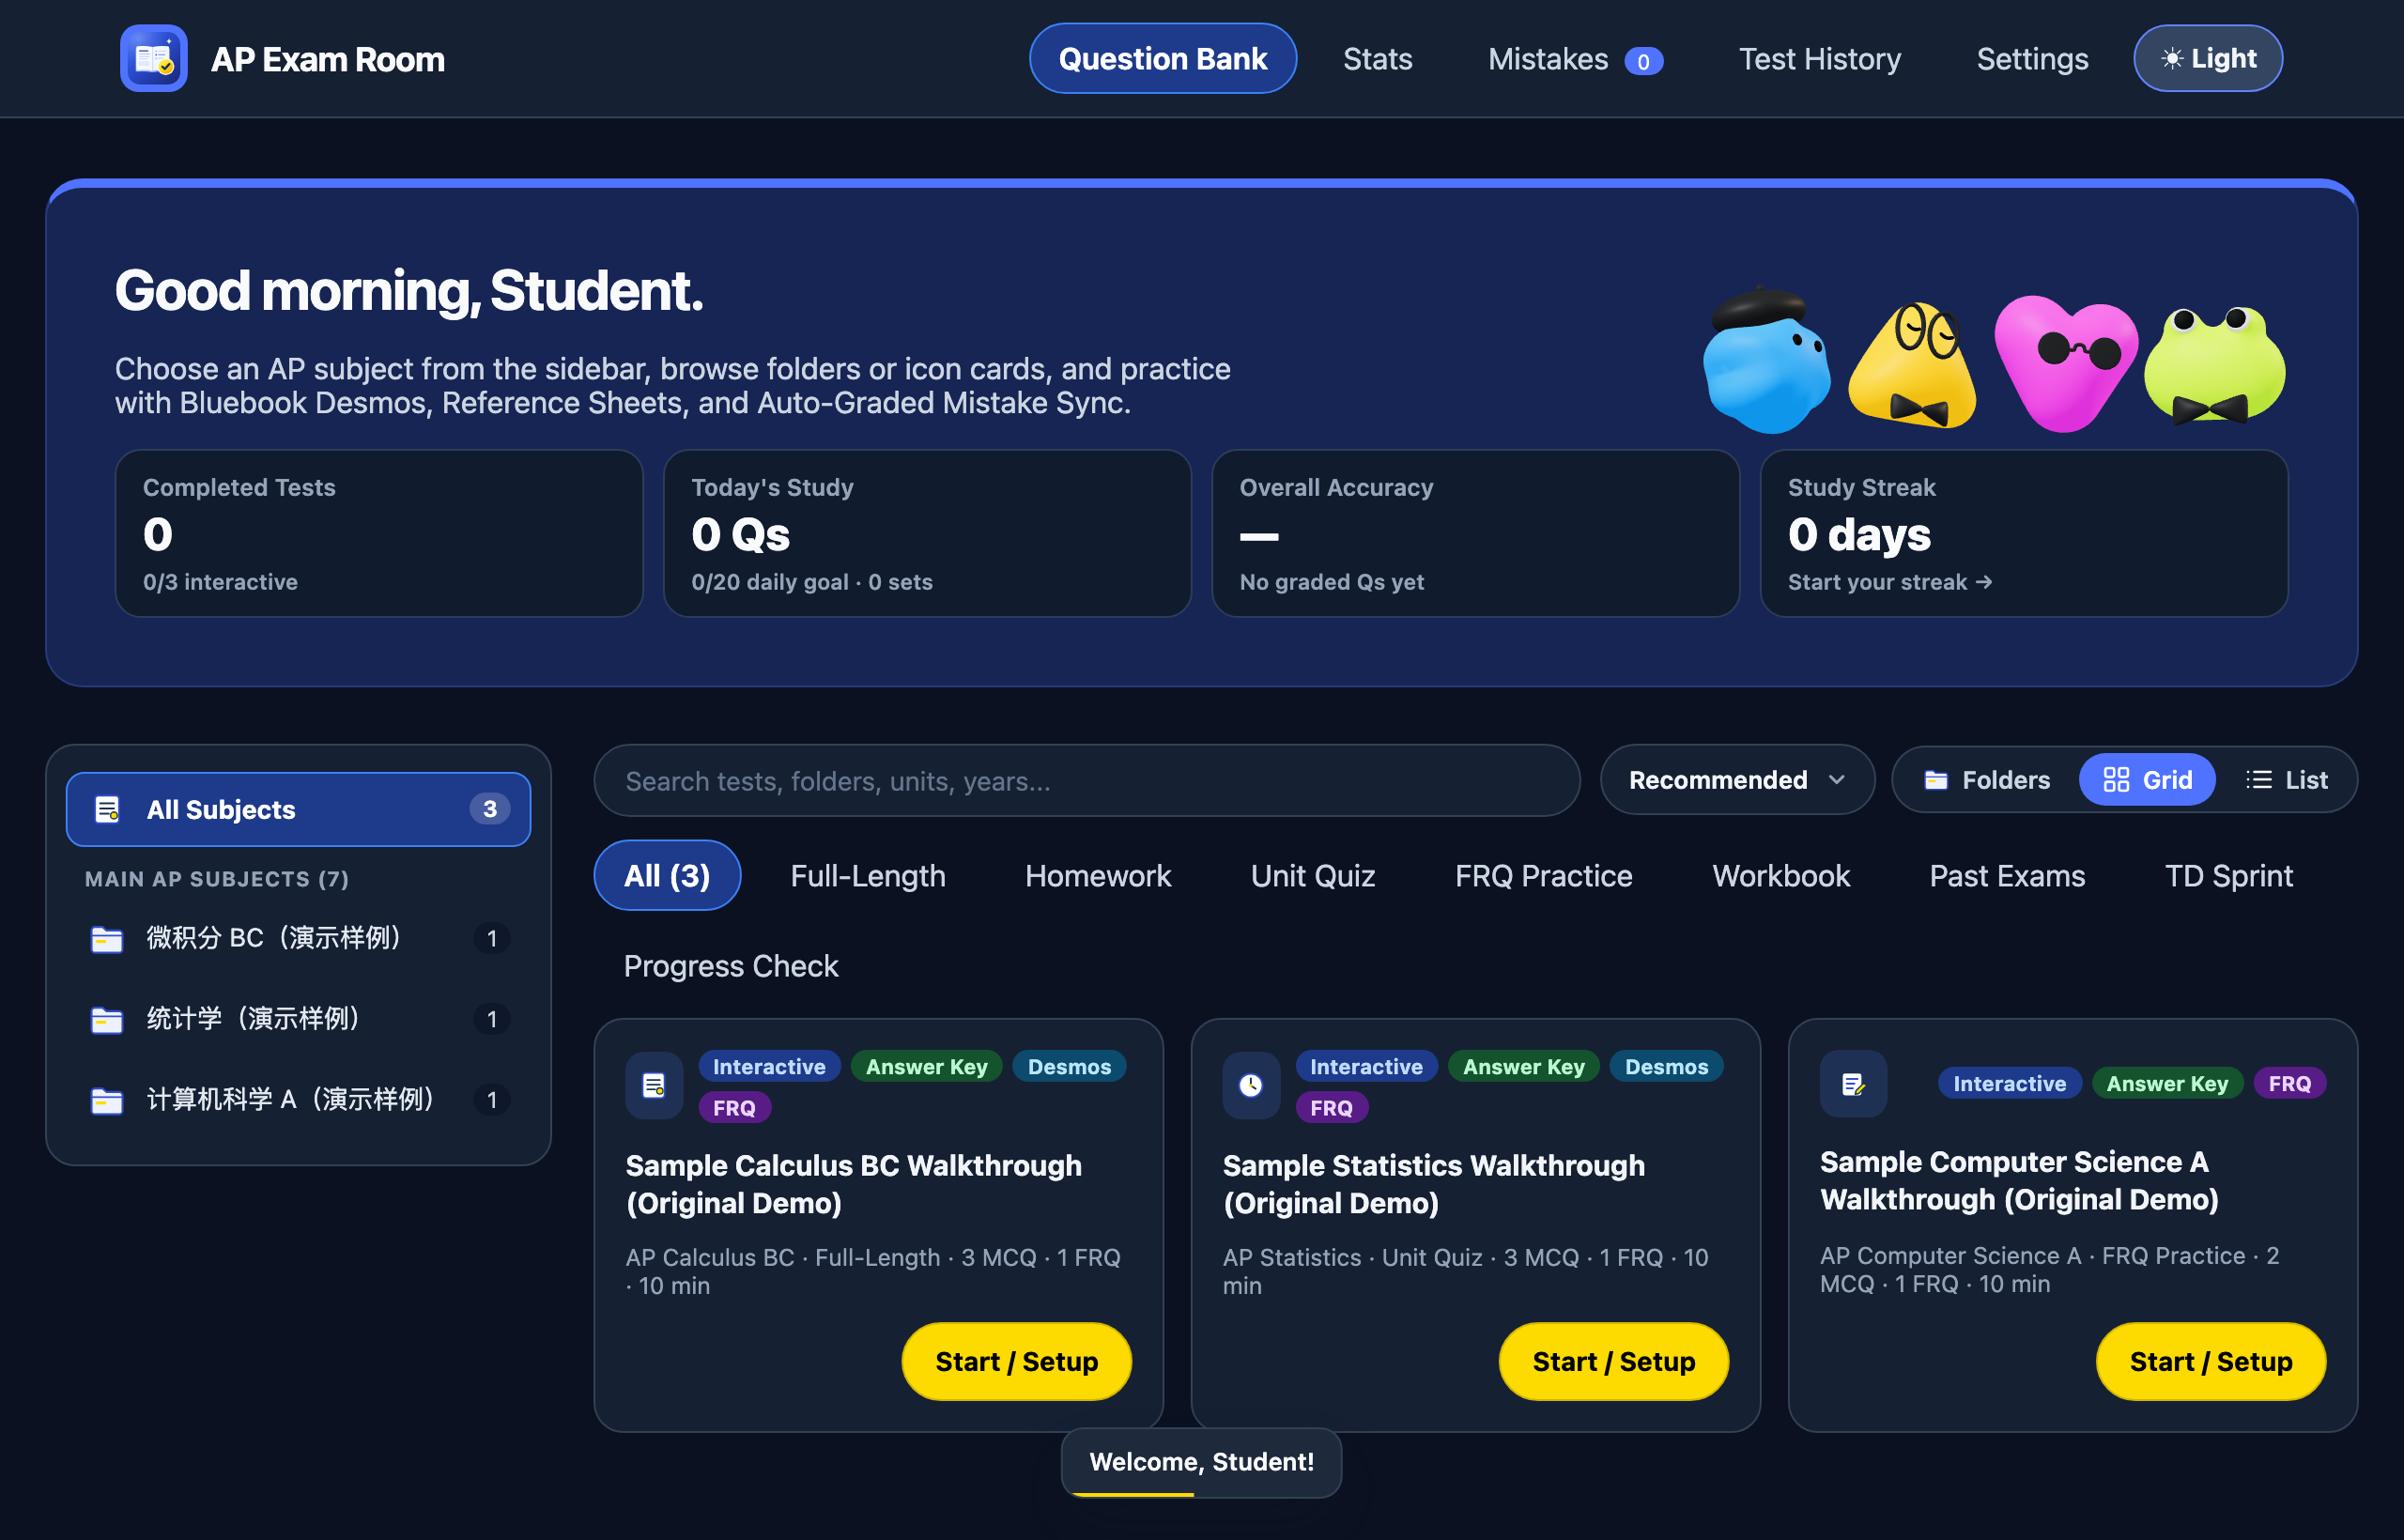 AP Exam Room
Question Bank
Stats
Mistakes 0
Test History
Settings
☀ Light
Good morning, Student.
Choose an AP subject from the sidebar, browse folders or icon cards, and practice
with Bluebook Desmos, Reference Sheets, and Auto-Graded Mistake Sync.
Completed Tests
0
0/3 interactive
Today's Study
0 Qs
0/20 daily goal · 0 sets
Overall Accuracy
—
No graded Qs yet
Study Streak
0 days
Start your streak →
All Subjects 3
MAIN AP SUBJECTS (7)
微积分 BC（演示样例） 1
统计学（演示样例） 1
计算机科学 A（演示样例） 1
Search tests, folders, units, years...
Recommended
Folders
Grid
List
All (3)
Full-Length
Homework
Unit Quiz
FRQ Practice
Workbook
Past Exams
TD Sprint
Progress Check
Interactive Answer Key Desmos
FRQ
Sample Calculus BC Walkthrough
(Original Demo)
AP Calculus BC · Full-Length · 3 MCQ · 1 FRQ
· 10 min
Start / Setup
Interactive Answer Key Desmos
FRQ
Sample Statistics Walkthrough
(Original Demo)
AP Statistics · Unit Quiz · 3 MCQ · 1 FRQ · 10
min
Start / Setup
Interactive Answer Key FRQ
Sample Computer Science A
Walkthrough (Original Demo)
AP Computer Science A · FRQ Practice · 2
MCQ · 1 FRQ · 10 min
Start / Setup
Welcome, Student!